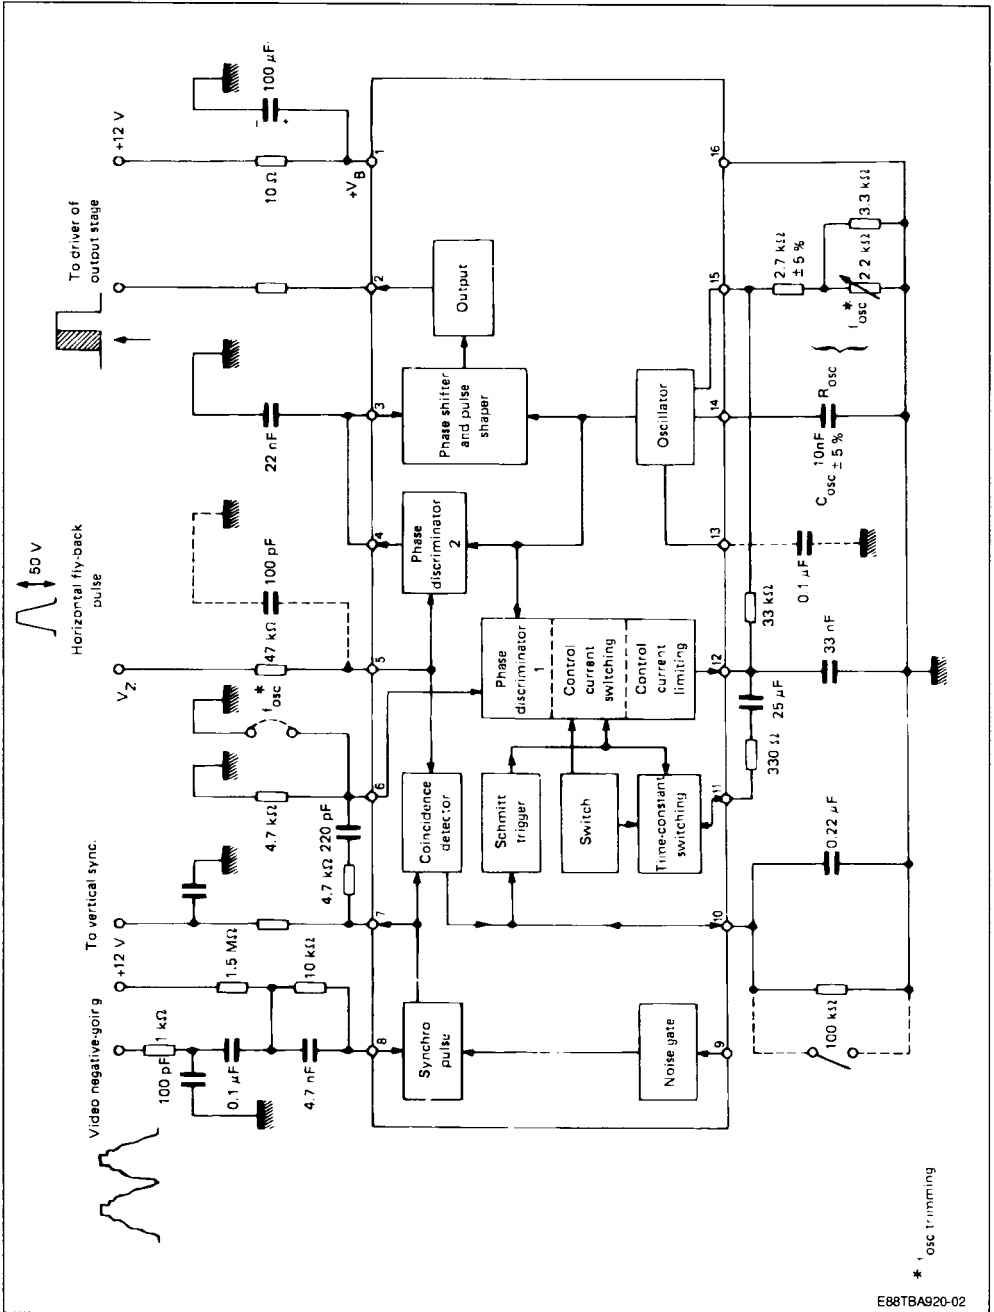 Video negative-going
+12 V
To vertical sync.
Horizontal fly-back
pulse
50 V
To driver of
output stage
+12 V
1 kΩ
100 pF
0.1 µF
4.7 nF
1.5 MΩ
10 kΩ
4.7 kΩ 220 pF
4.7 kΩ
f osc *
V Z
47 kΩ
100 pF
22 nF
10 Ω
100 µF
−
+
+V B
8
7
6
5
4
3
2
1
Synchro
pulse
Coincidence
detector
Phase
discriminator
2
Phase shifter
and pulse
shaper
Output
Schmitt
trigger
Phase
discriminator
1
Control
current
switching
Control
current
limiting
Switch
Noise gate
Time-constant
switching
Oscillator
9
10
11
12
13
14
15
16
100 kΩ
0.22 µF
330 Ω 25 µF
33 kΩ
33 nF
0.1 µF
C osc 10nF ± 5 %
R osc
2.7 kΩ
± 5 %
f osc *
2.2 kΩ
3.3 kΩ
* f osc trimming
E88TBA920-02